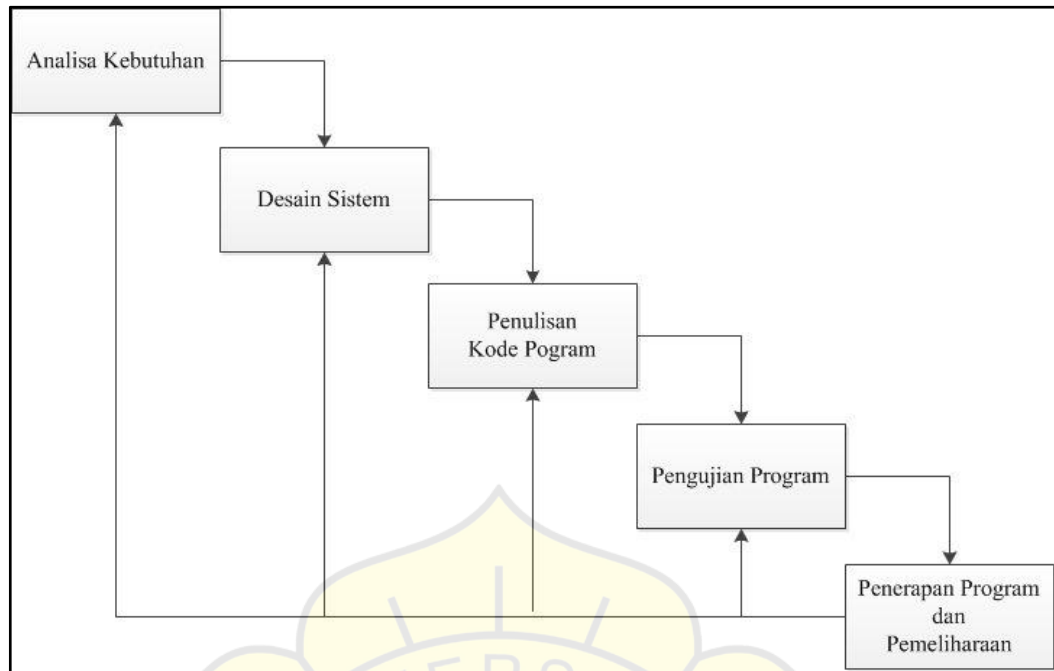 Analisa Kebutuhan
Desain Sistem
Penulisan
Kode Pogram
Pengujian Program
Penerapan Program
dan
Pemeliharaan